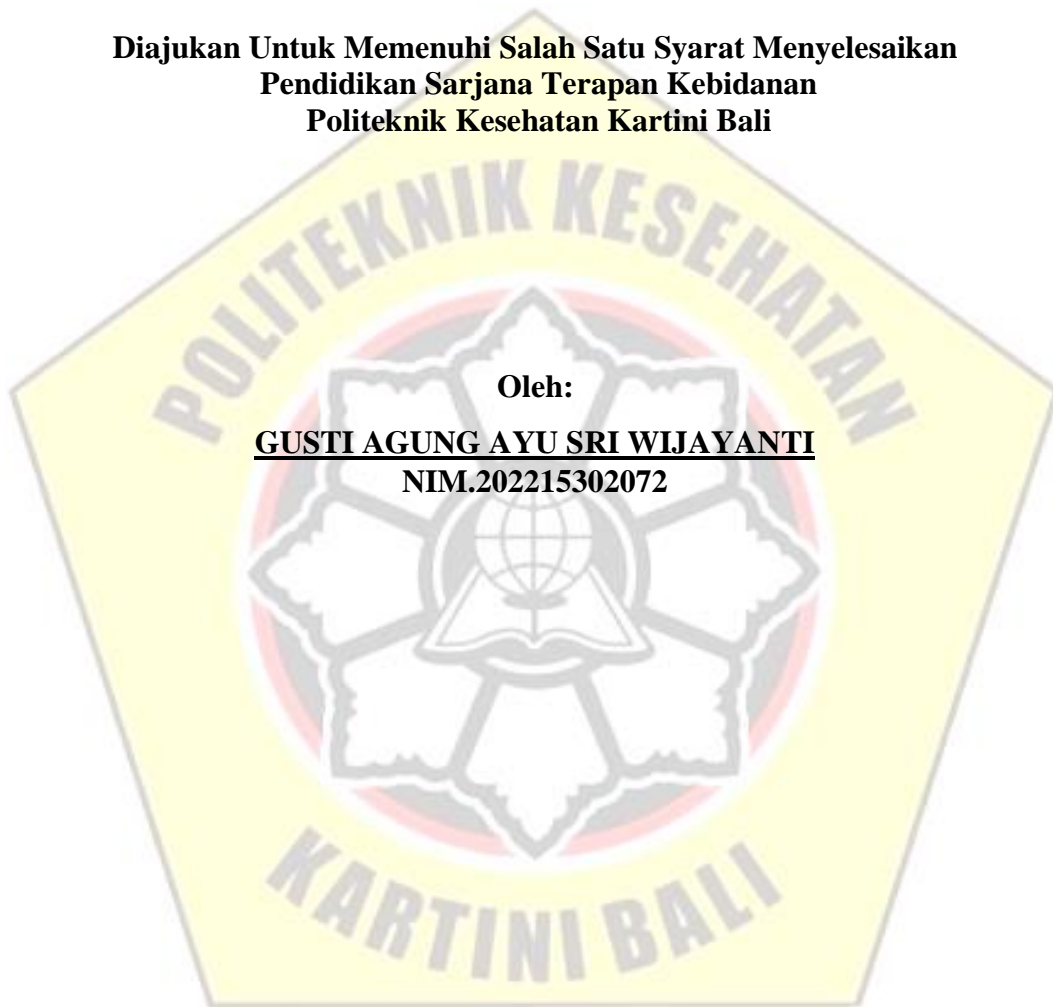 Diajukan Untuk Memenuhi Salah Satu Syarat Menyelesaikan
Pendidikan Sarjana Terapan Kebidanan
Politeknik Kesehatan Kartini Bali
POLITEKNIK KESEHATAN
Oleh:
GUSTI AGUNG AYU SRI WIJAYANTI
NIM.202215302072
KARTINI BALI